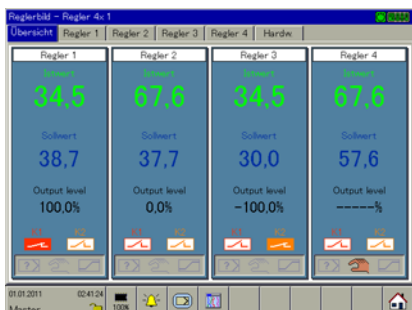 Reglerbild - Regler 4x1
Übersicht Regler 1 Regler 2 Regler 3 Regler 4 Hardw.
Regler 1 Regler 2 Regler 3 Regler 4
Istwert Istwert Istwert Istwert
34,5 67,6 34,5 67,6
Sollwert Sollwert Sollwert Sollwert
38,7 37,7 30,0 57,6
Output level Output level Output level Output level
100,0% 0,0% -100,0% -----%
K1 K2 K1 K2 K1 K2 K1 K2
01.01.2011 02:41:24
Master 100%